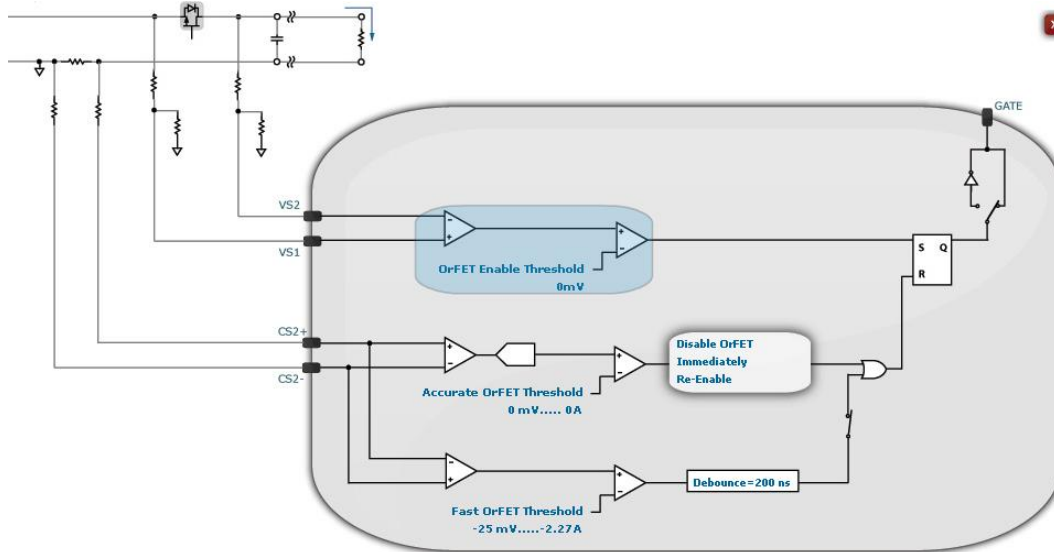 GATE
VS2
VS1
OrFET Enable Threshold
0mV
S Q
R
CS2+
CS2-
Disable OrFET
Immediately
Re-Enable
Accurate OrFET Threshold
0 mV..... 0A
Debounce=200 ns
Fast OrFET Threshold
-25 mV.....-2.27A